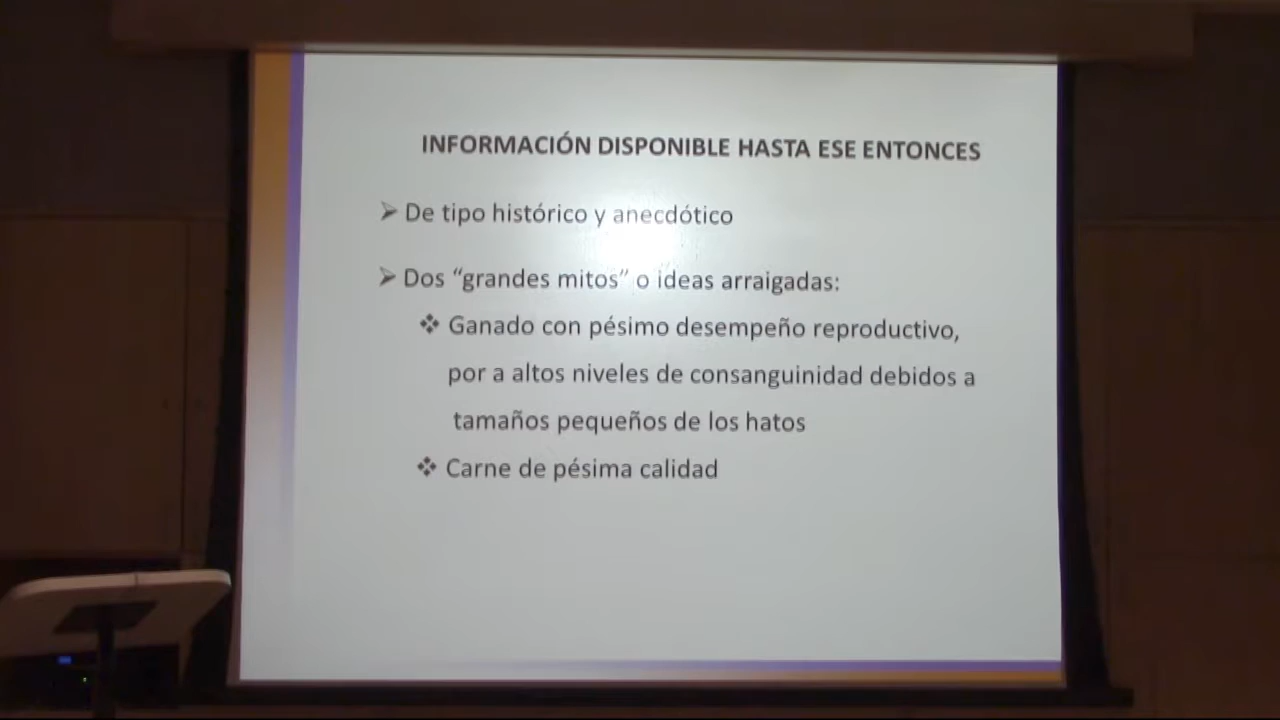 INFORMACIÓN DISPONIBLE HASTA ESE ENTONCES
➢ De tipo histórico y anecdótico
➢ Dos “grandes mitos” o ideas arraigadas:
❖ Ganado con pésimo desempeño reproductivo,
por a altos niveles de consanguinidad debidos a
tamaños pequeños de los hatos
❖ Carne de pésima calidad